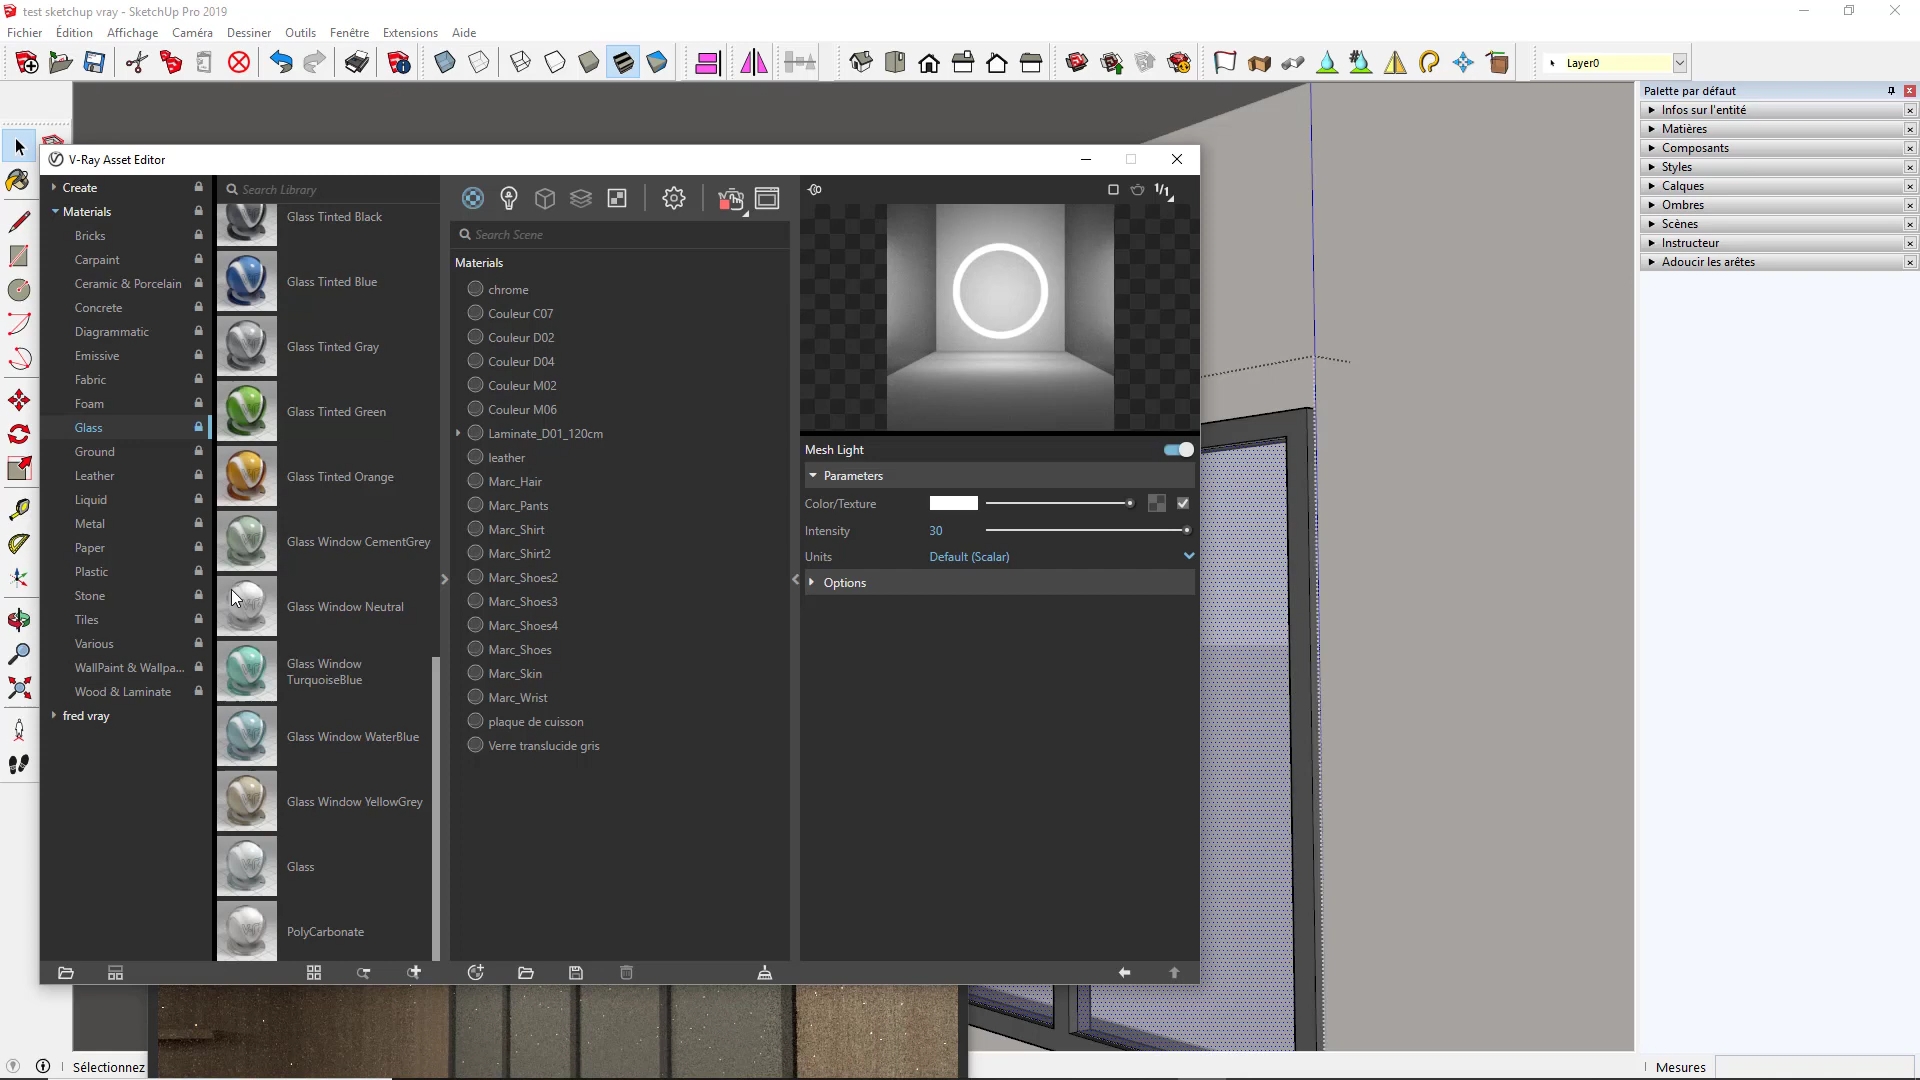 test sketchup vray - SketchUp Pro 2019
Fichier Édition Affichage Caméra Dessiner Outils Fenêtre Extensions Aide
Layer0
Palette par défaut
Infos sur l'entité
Matières
Composants
Styles
Calques
Ombres
Scènes
Instructeur
Adoucir les arêtes
V-Ray Asset Editor
Create
Materials
Bricks
Carpaint
Ceramic & Porcelain
Concrete
Diagrammatic
Emissive
Fabric
Foam
Glass
Ground
Leather
Liquid
Metal
Paper
Plastic
Stone
Tiles
Various
WallPaint & Wallpa...
Wood & Laminate
fred vray
Search Library
Glass Tinted Black
Glass Tinted Blue
Glass Tinted Gray
Glass Tinted Green
Glass Tinted Orange
Glass Window CementGrey
Glass Window Neutral
Glass Window
TurquoiseBlue
Glass Window WaterBlue
Glass Window YellowGrey
Glass
PolyCarbonate
Search Scene
Materials
chrome
Couleur C07
Couleur D02
Couleur D04
Couleur M02
Couleur M06
Laminate_D01_120cm
leather
Marc_Hair
Marc_Pants
Marc_Shirt
Marc_Shirt2
Marc_Shoes2
Marc_Shoes3
Marc_Shoes4
Marc_Shoes
Marc_Skin
Marc_Wrist
plaque de cuisson
Verre translucide gris
1/1
Mesh Light
Parameters
Color/Texture
Intensity 30
Units Default (Scalar)
Options
Sélectionnez
Mesures